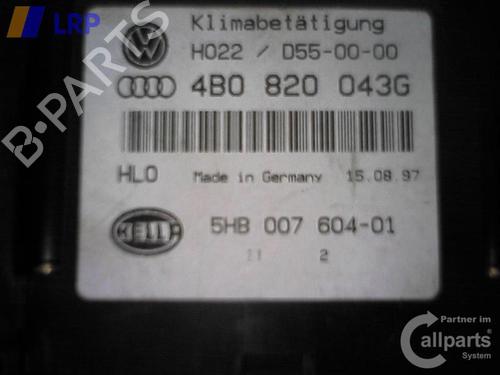 LRP
Klimabetätigung
H022 / D55-00-00
4B0 820 043G
HLO Made in Germany 15.08.97
HELLA
5HB 007 604-01
11 2
B-PARTS
Partner im
callparts
System